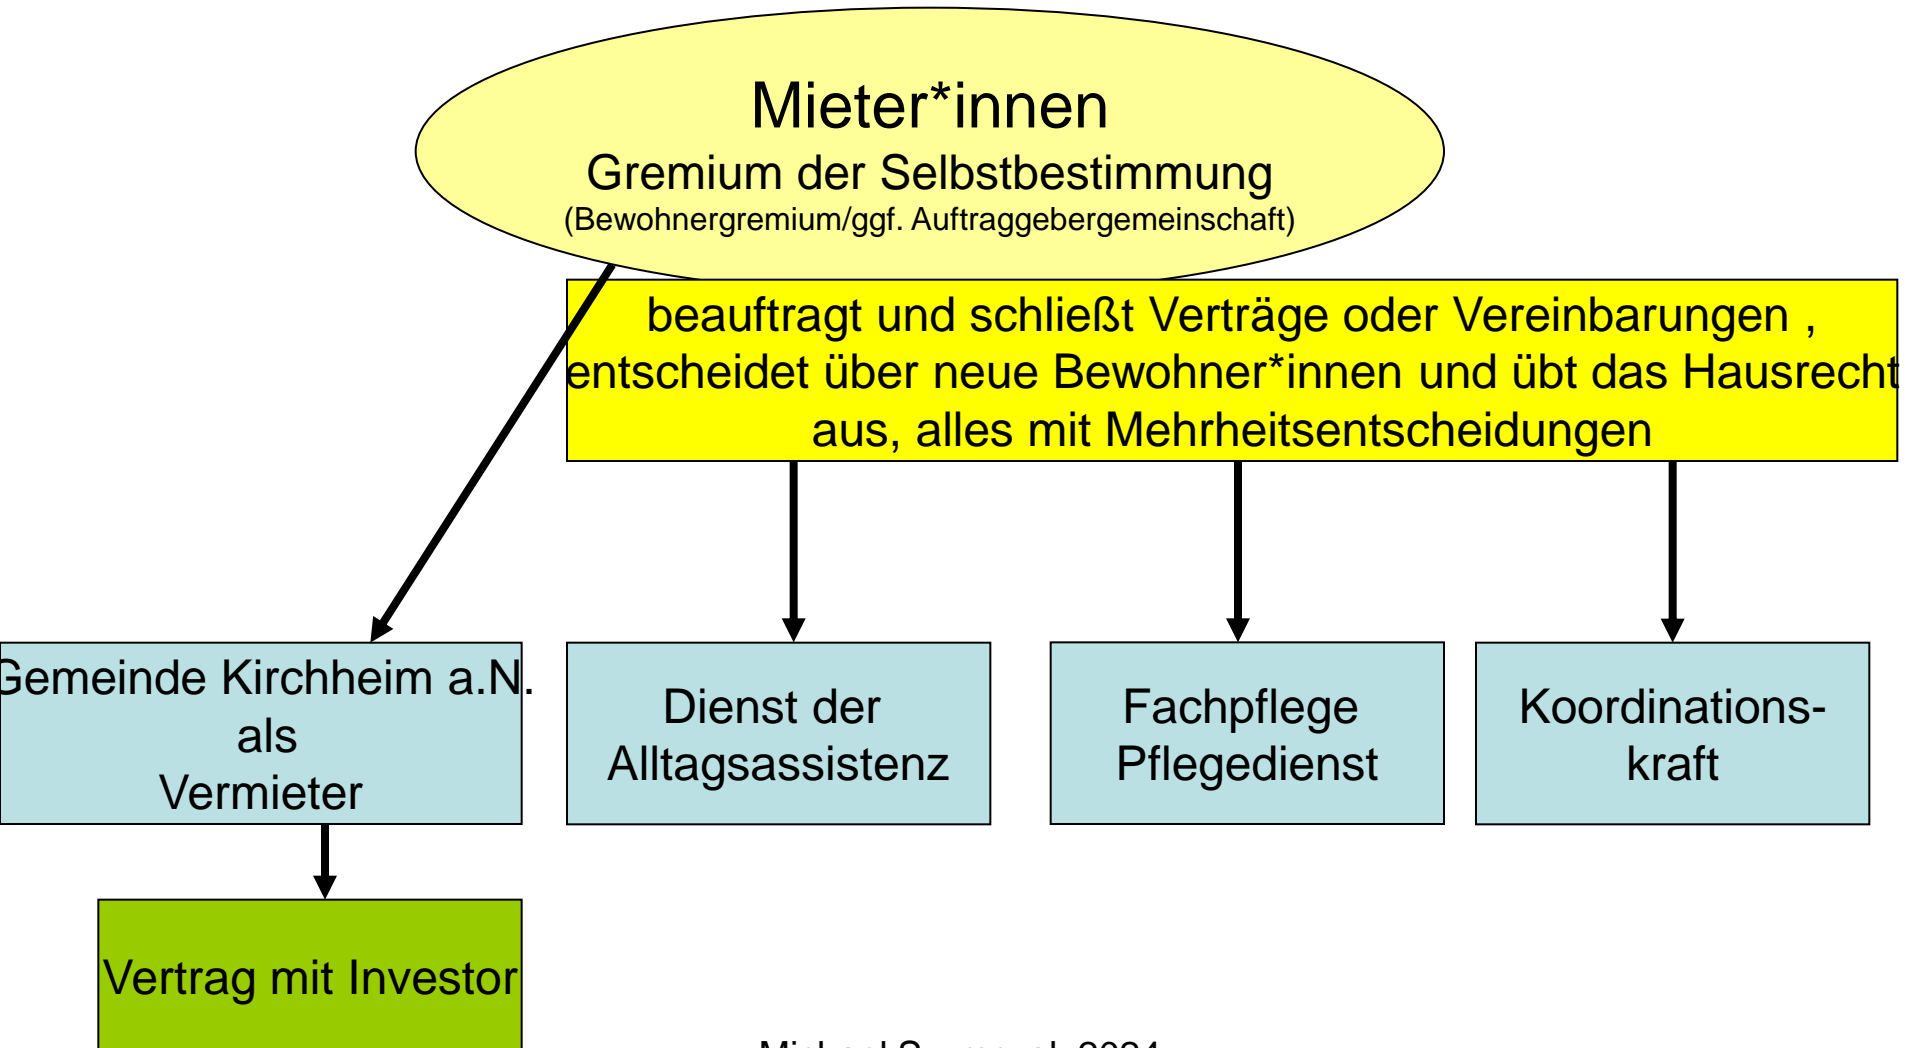 Mieter*innen
Gremium der Selbstbestimmung
(Bewohnergremium/ggf. Auftraggebergemeinschaft)
beauftragt und schließt Verträge oder Vereinbarungen ,
entscheidet über neue Bewohner*innen und übt das Hausrecht
aus, alles mit Mehrheitsentscheidungen
Gemeinde Kirchheim a.N.
als
Vermieter
Dienst der
Alltagsassistenz
Fachpflege
Pflegedienst
Koordinations-
kraft
Vertrag mit Investor
Michael 2024